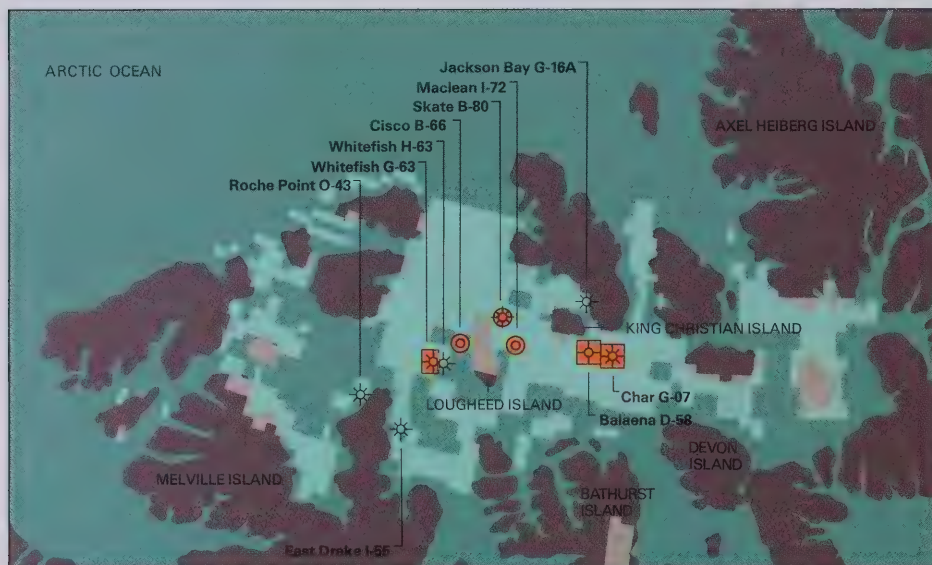 ARCTIC OCEAN
Jackson Bay G-16A
Maclean I-72
Skate B-80
Cisco B-66
Whitefish H-63
Whitefish G-63
Roche Point O-43
AXEL HEIBERG ISLAND
KING CHRISTIAN ISLAND
Char G-07
LOUGHEED ISLAND
Balaena D-58
DEVON
ISLAND
MELVILLE ISLAND
BATHURST
ISLAND
East Drake I-55